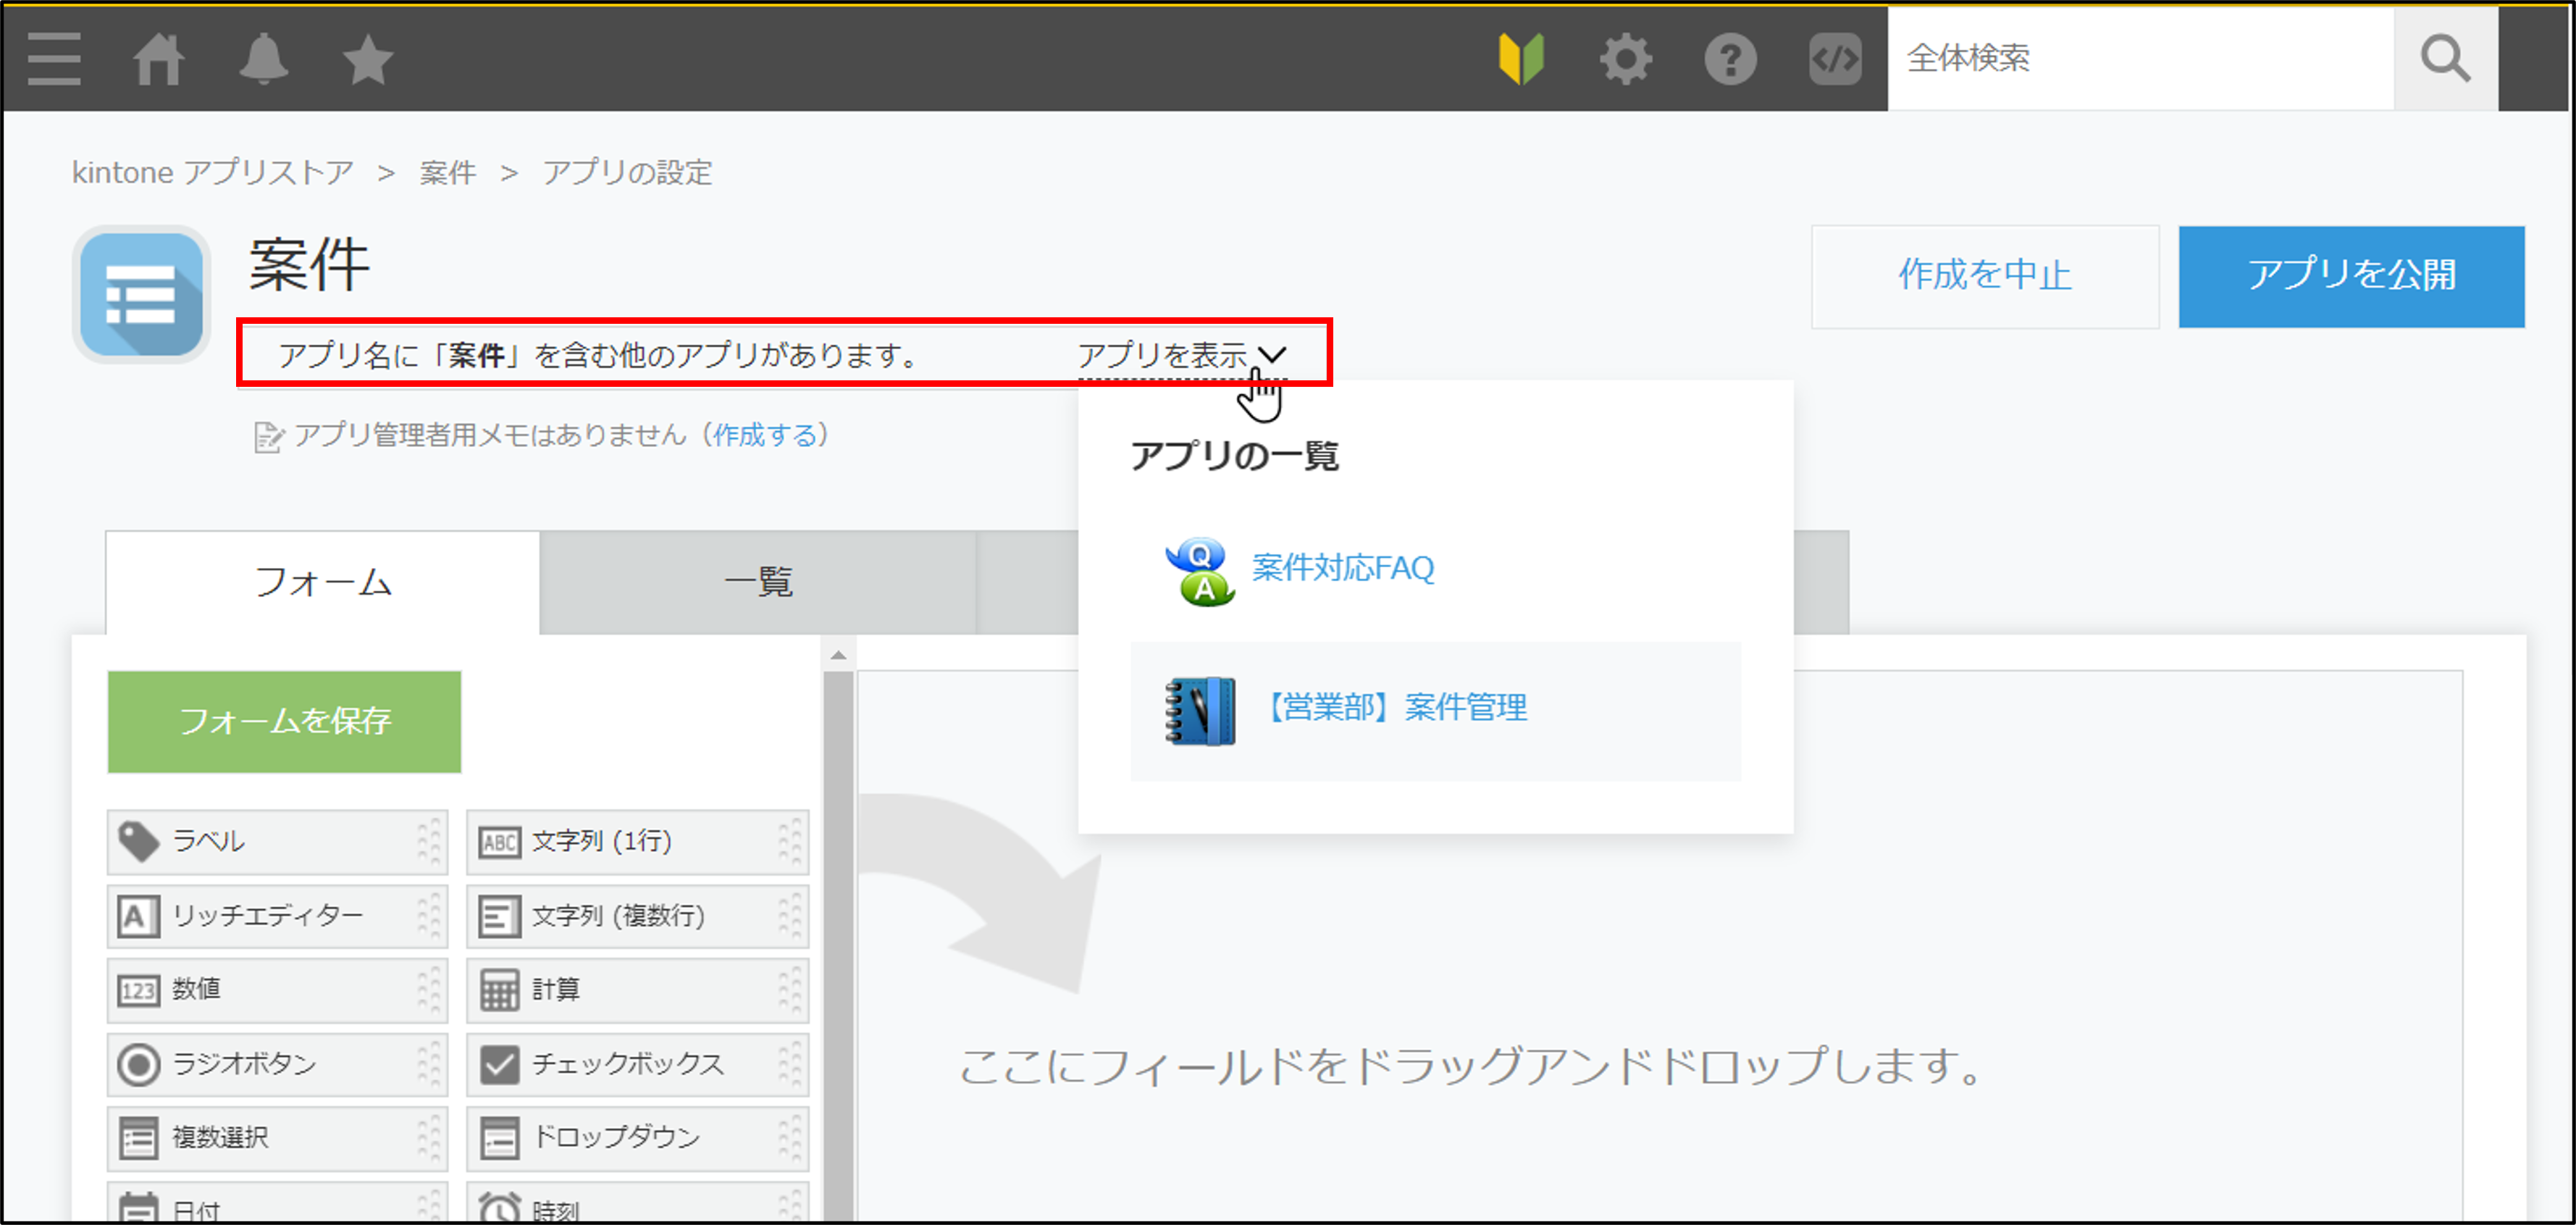 全体検索
kintone アプリストア > 案件 > アプリの設定
案件
作成を中止
アプリを公開
アプリ名に「案件」を含む他のアプリがあります。 アプリを表示
アプリ管理者用メモはありません（作成する）
アプリの一覧
Q
A
案件対応FAQ
【営業部】案件管理
フォーム
一覧
フォームを保存
ラベル
ABC 文字列 (1行)
A リッチエディター
文字列 (複数行)
123 数値
計算
ラジオボタン
チェックボックス
複数選択
ドロップダウン
日付
時刻
ここにフィールドをドラッグアンドドロップします。